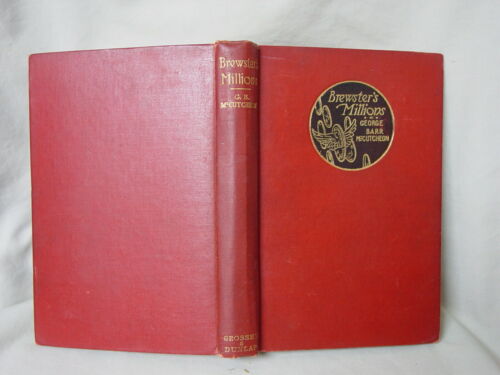 Brewster's
Millions
G. B.
McCUTCHEON
GROSSET
&
DUNLAP
Brewster's
Millions
GEORGE
BARR
McCUTCHEON